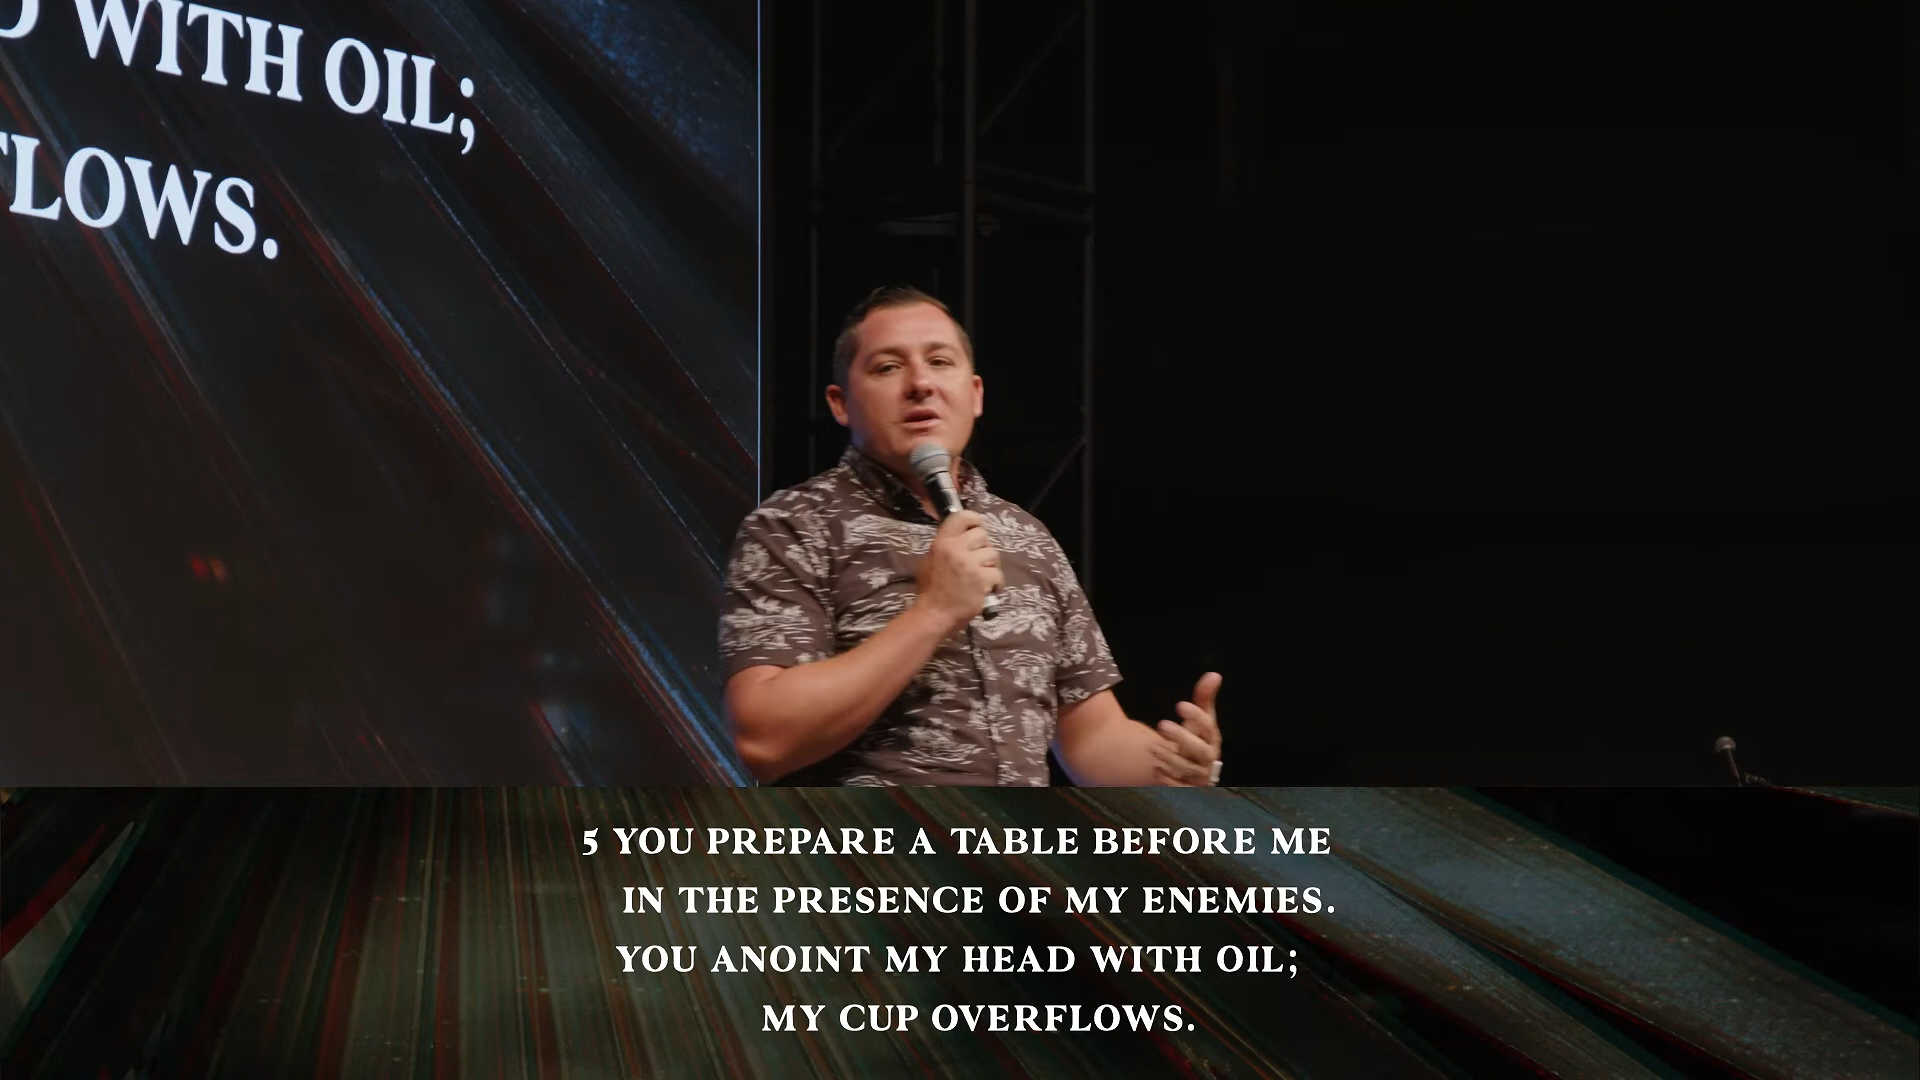 WITH OIL;
FLOWS.
5 YOU PREPARE A TABLE BEFORE ME
IN THE PRESENCE OF MY ENEMIES.
YOU ANOINT MY HEAD WITH OIL;
MY CUP OVERFLOWS.